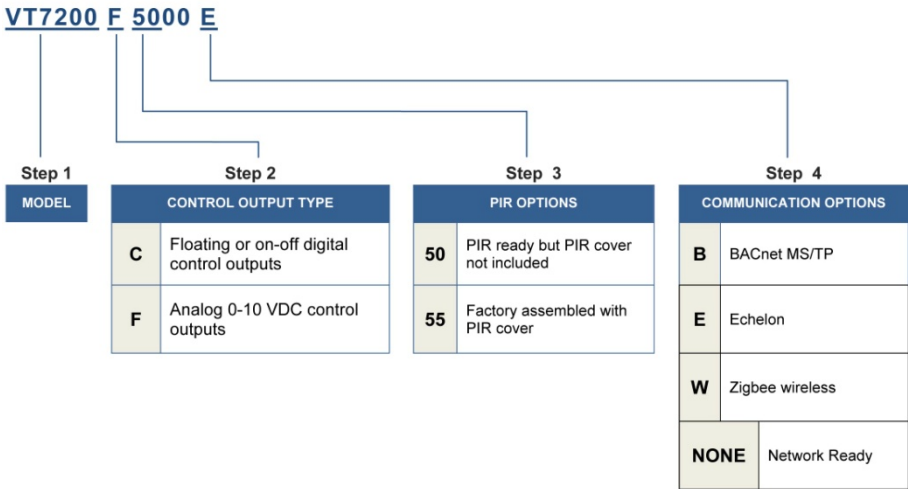 VT7200 F 5000 E
Step 1
MODEL
Step 2
CONTROL OUTPUT TYPE
C
Floating or on-off digital
control outputs
F
Analog 0-10 VDC control
outputs
Step 3
PIR OPTIONS
50
PIR ready but PIR cover
not included
55
Factory assembled with
PIR cover
Step 4
COMMUNICATION OPTIONS
B
BACnet MS/TP
E
Echelon
W
Zigbee wireless
NONE
Network Ready